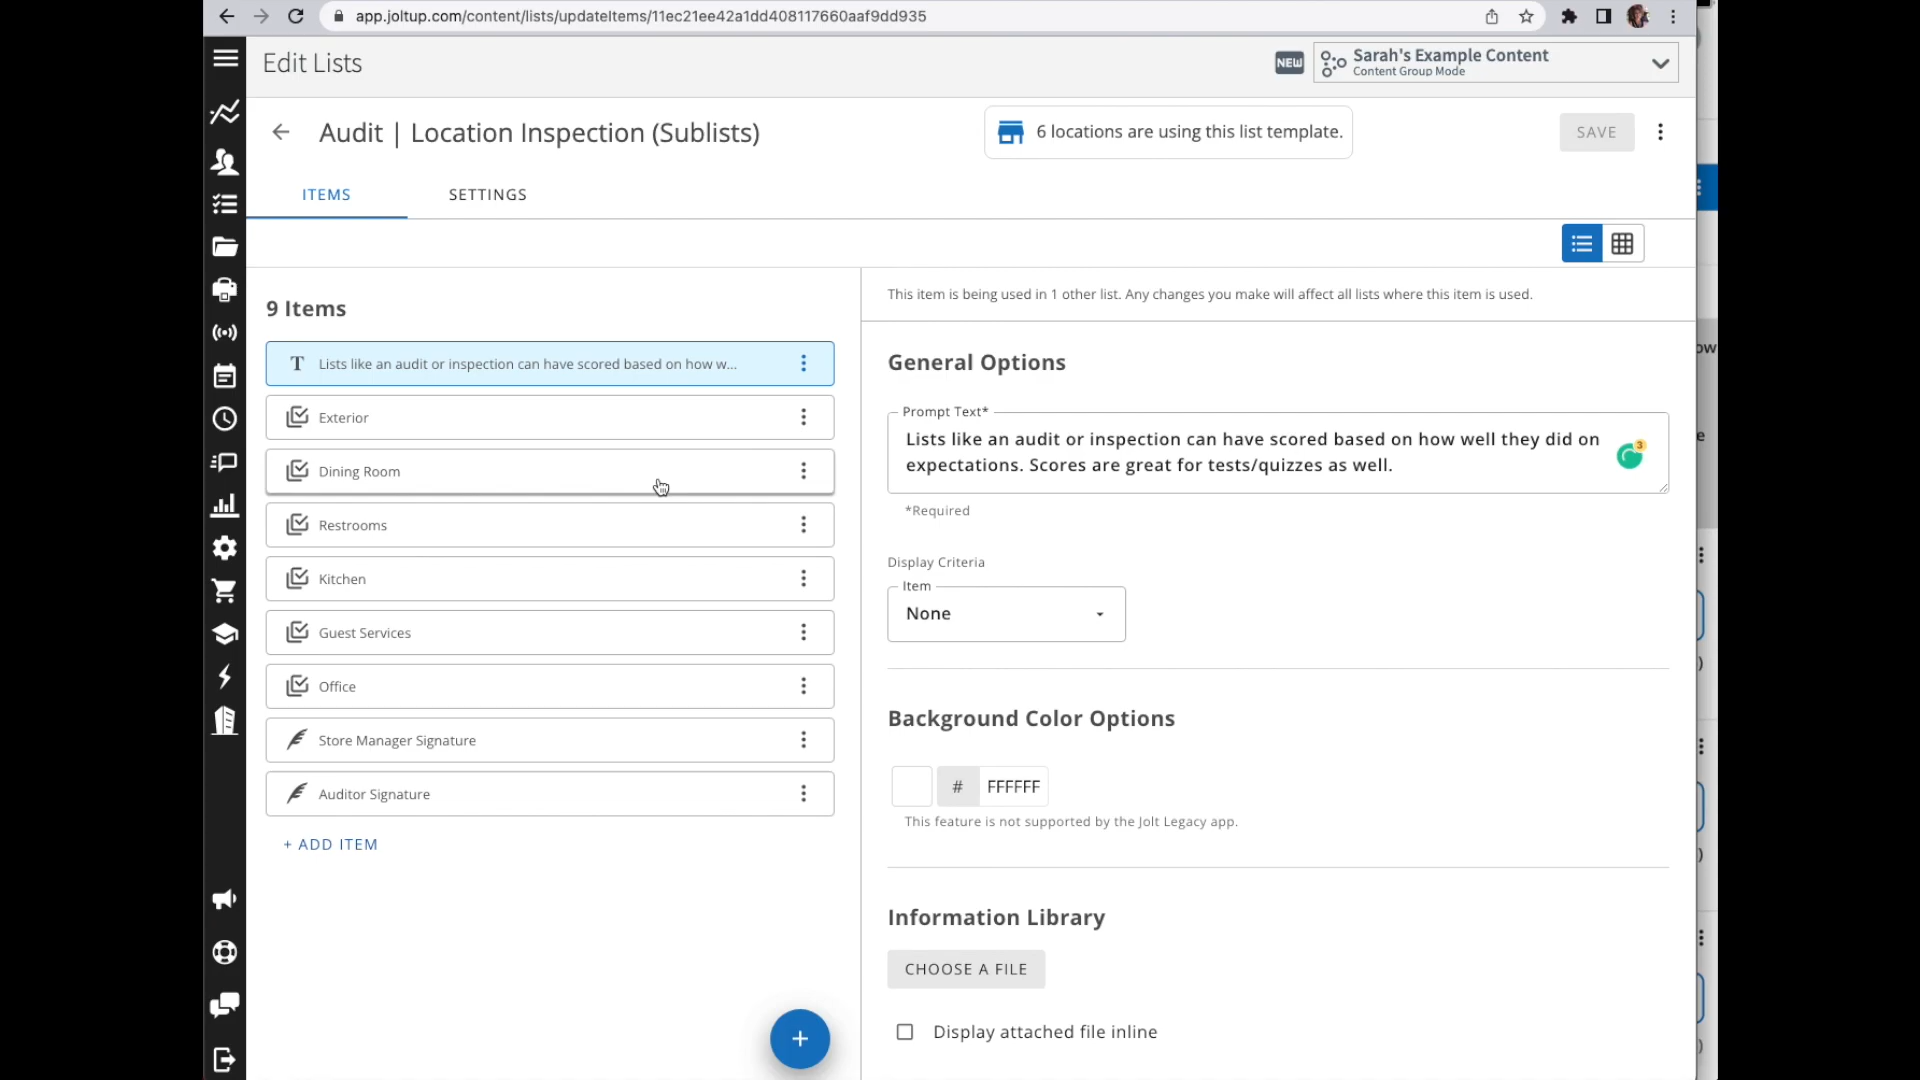 app.joltup.com/content/lists/updateItems/11ec21ee42a1dd408117660aaf9dd935
Edit Lists
NEW
Sarah's Example Content
Content Group Mode
Audit | Location Inspection (Sublists)
6 locations are using this list template.
SAVE
ITEMS
SETTINGS
9 Items
This item is being used in 1 other list. Any changes you make will affect all lists where this item is used.
T Lists like an audit or inspection can have scored based on how w...
Exterior
Dining Room
Restrooms
Kitchen
Guest Services
Office
Store Manager Signature
Auditor Signature
+ ADD ITEM
+
General Options
Prompt Text*
Lists like an audit or inspection can have scored based on how well they did on
expectations. Scores are great for tests/quizzes as well.
3
*Required
Display Criteria
Item
None
Background Color Options
# FFFFFF
This feature is not supported by the Jolt Legacy app.
Information Library
CHOOSE A FILE
Display attached file inline